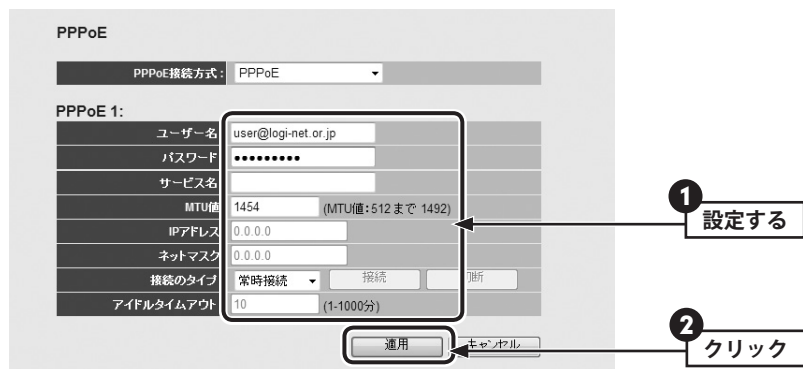 PPPoE
PPPoE接続方式： PPPoE
PPPoE 1:
ユーザー名 user@logi-net.or.jp
パスワード •••••••••
サービス名
MTU値 1454 (MTU値：512 まで 1492)
IPアドレス 0.0.0.0
ネットマスク 0.0.0.0
接続のタイプ 常時接続 接続 切断
アイドルタイムアウト 10 (1-1000分)
適用 キャンセル
1
設定する
2
クリック